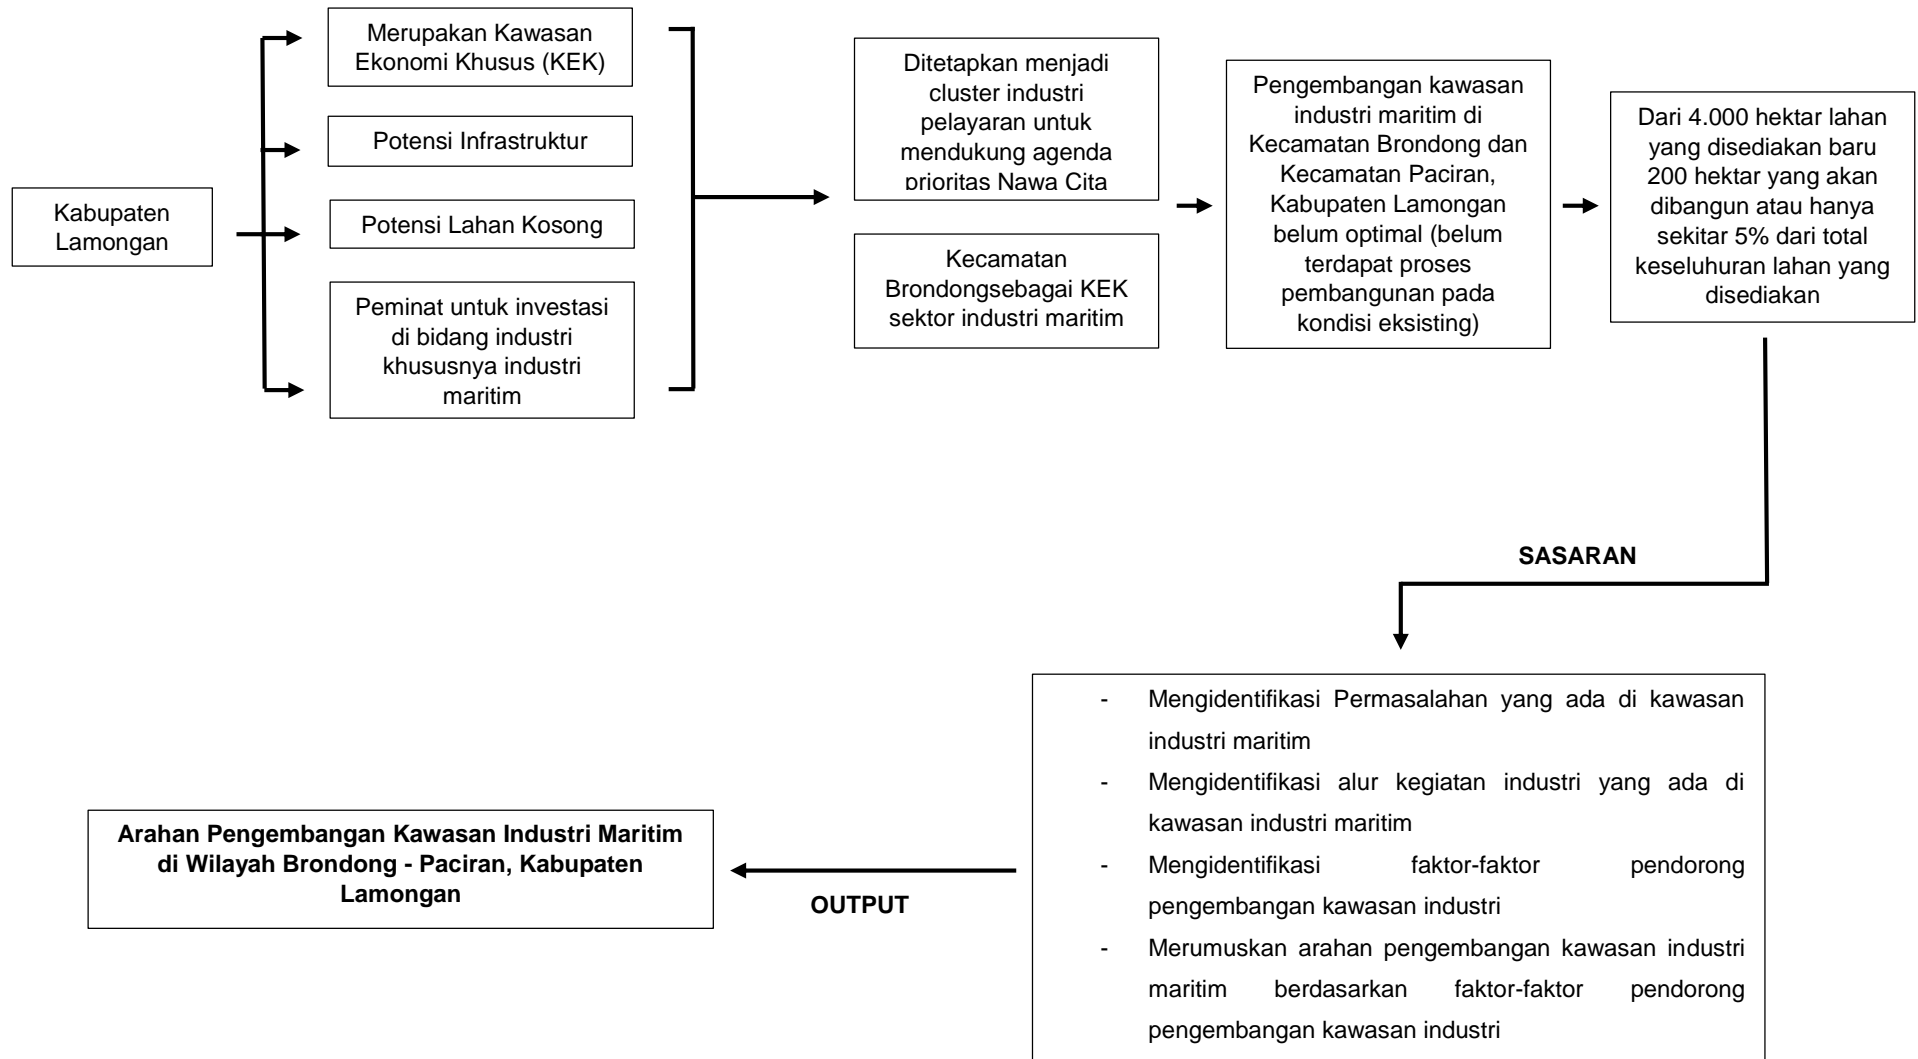 Kabupaten
Lamongan
Merupakan Kawasan
Ekonomi Khusus (KEK)
Potensi Infrastruktur
Potensi Lahan Kosong
Peminat untuk investasi
di bidang industri
khususnya industri
maritim
Ditetapkan menjadi
cluster industri
pelayaran untuk
mendukung agenda
prioritas Nawa Cita
Kecamatan
Brondongsebagai KEK
sektor industri maritim
Pengembangan kawasan
industri maritim di
Kecamatan Brondong dan
Kecamatan Paciran,
Kabupaten Lamongan
belum optimal (belum
terdapat proses
pembangunan pada
kondisi eksisting)
Dari 4.000 hektar lahan
yang disediakan baru
200 hektar yang akan
dibangun atau hanya
sekitar 5% dari total
keseluhuran lahan yang
disediakan
SASARAN
- Mengidentifikasi Permasalahan yang ada di kawasan
industri maritim
- Mengidentifikasi alur kegiatan industri yang ada di
kawasan industri maritim
- Mengidentifikasi faktor-faktor pendorong
pengembangan kawasan industri
- Merumuskan arahan pengembangan kawasan industri
maritim berdasarkan faktor-faktor pendorong
pengembangan kawasan industri
OUTPUT
Arahan Pengembangan Kawasan Industri Maritim
di Wilayah Brondong - Paciran, Kabupaten
Lamongan